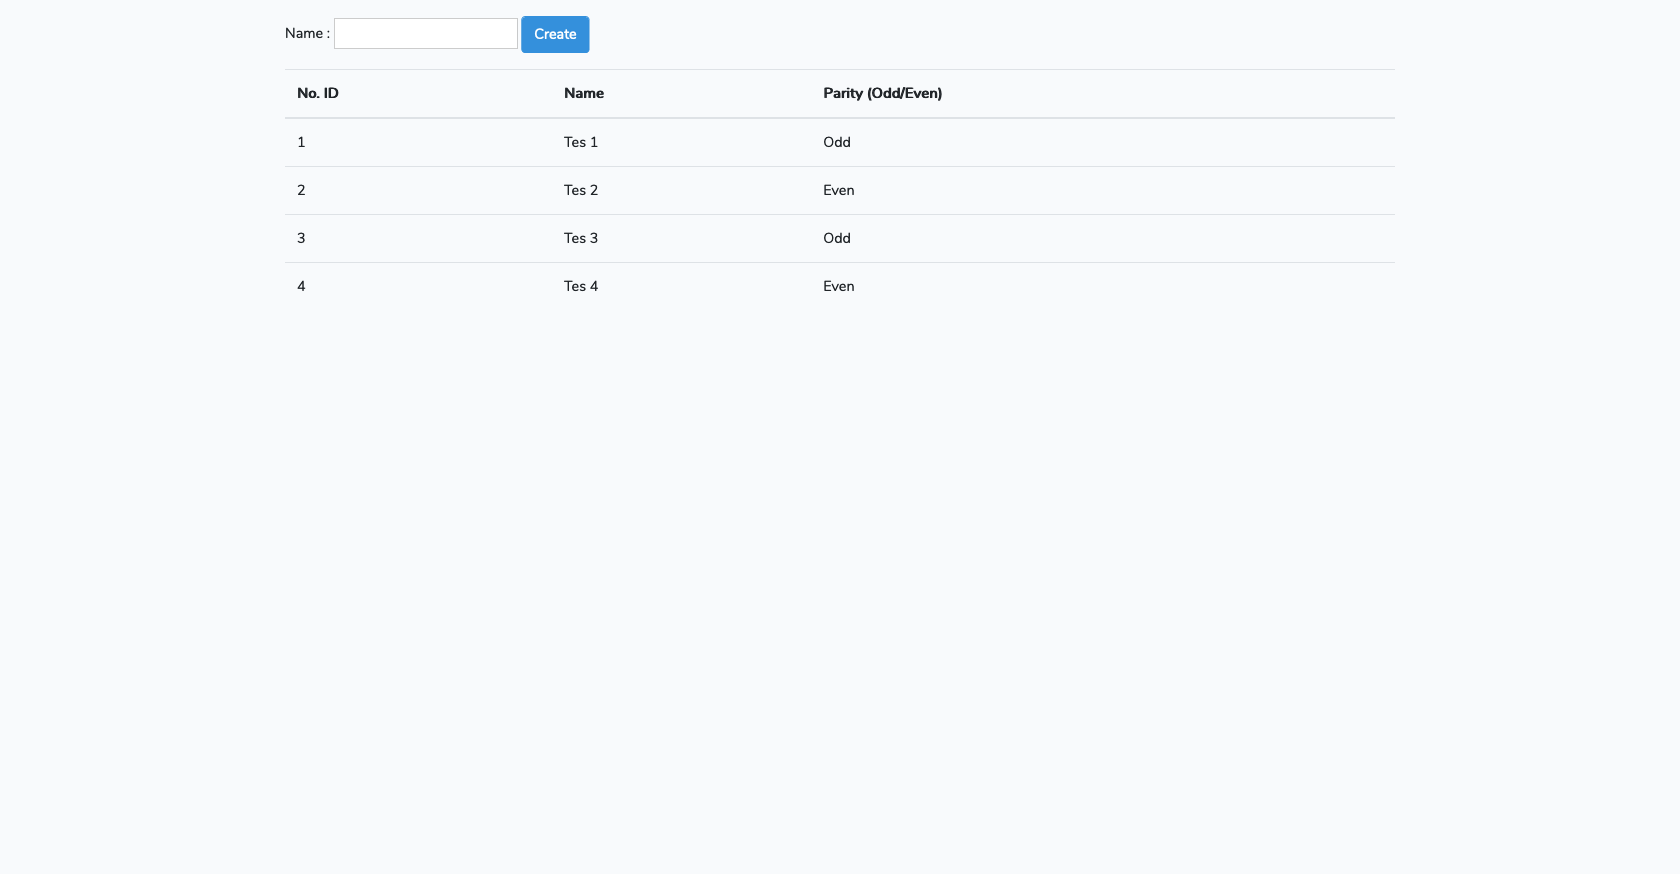 Name : Create
No. ID Name Parity (Odd/Even)
1 Tes 1 Odd
2 Tes 2 Even
3 Tes 3 Odd
4 Tes 4 Even